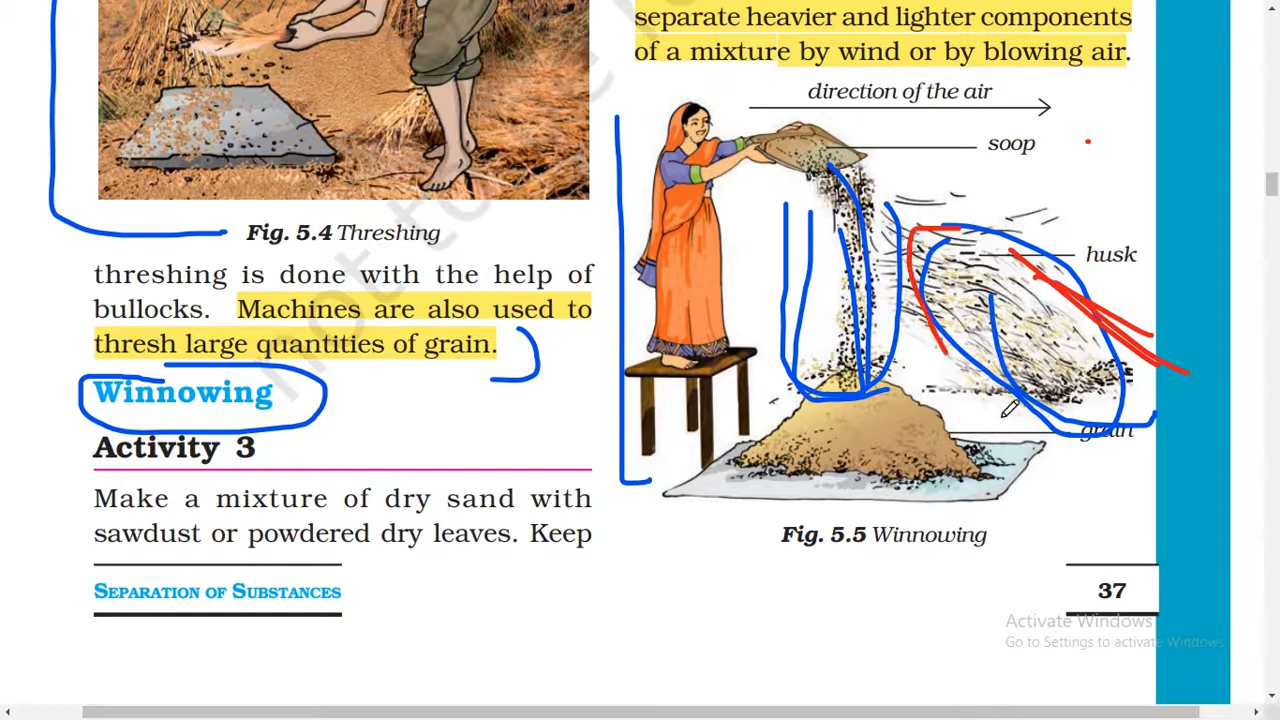 Fig. 5.4 Threshing
threshing is done with the help of
bullocks. Machines are also used to
thresh large quantities of grain.
Winnowing
Activity 3
Make a mixture of dry sand with
sawdust or powdered dry leaves. Keep
separate heavier and lighter components
of a mixture by wind or by blowing air.
direction of the air
soop
husk
grain
Fig. 5.5 Winnowing
SEPARATION OF SUBSTANCES
37
Activate Windows
Go to Settings to activate Windows